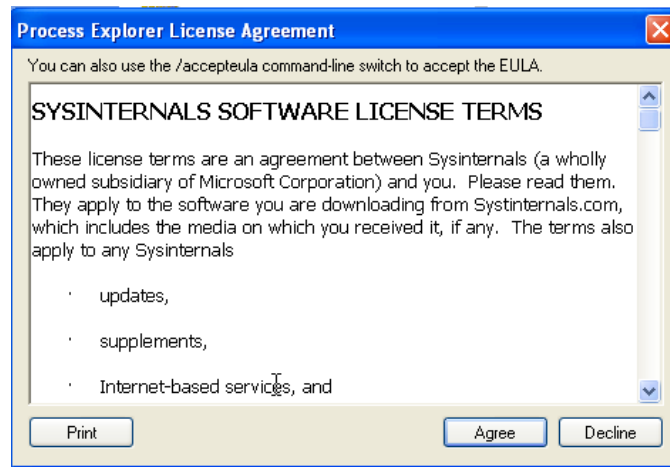 Process Explorer License Agreement
You can also use the /accepteula command-line switch to accept the EULA.
SYSINTERNALS SOFTWARE LICENSE TERMS
These license terms are an agreement between Sysinternals (a wholly
owned subsidiary of Microsoft Corporation) and you. Please read them.
They apply to the software you are downloading from Systinternals.com,
which includes the media on which you received it, if any. The terms also
apply to any Sysinternals
· updates,
· supplements,
· Internet-based services, and
Print Agree Decline